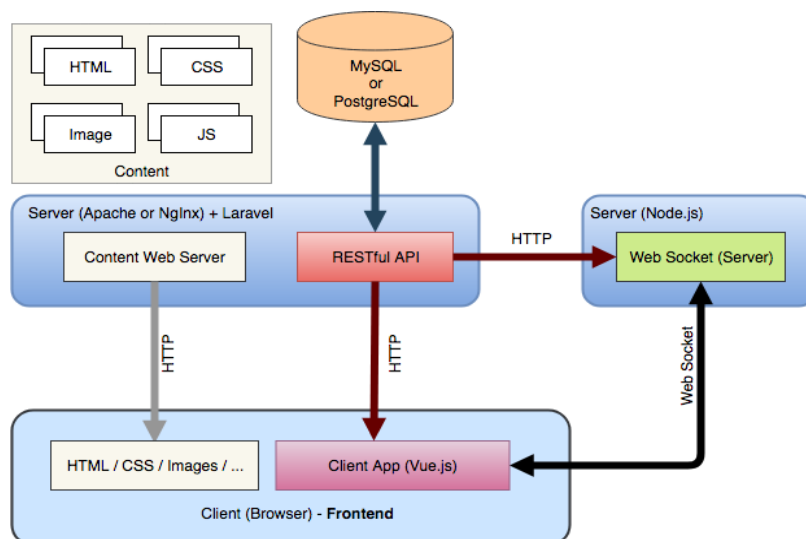 HTML
CSS
Image
JS
Content
MySQL
or
PostgreSQL
Server (Apache or NgInx) + Laravel
Content Web Server
RESTful API
HTTP
Server (Node.js)
Web Socket (Server)
HTTP
HTTP
Web Socket
HTML / CSS / Images / ...
Client App (Vue.js)
Client (Browser) - Frontend